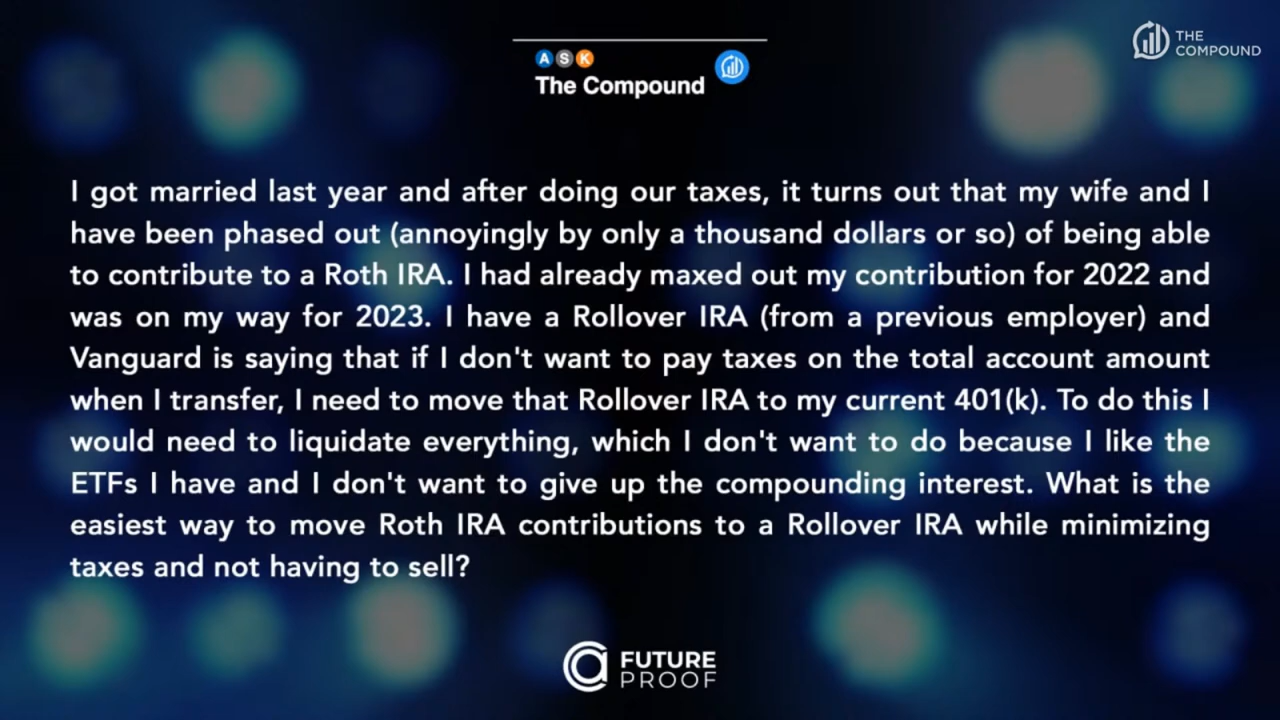 ASK
The Compound
THE
COMPOUND
I got married last year and after doing our taxes, it turns out that my wife and I
have been phased out (annoyingly by only a thousand dollars or so) of being able
to contribute to a Roth IRA. I had already maxed out my contribution for 2022 and
was on my way for 2023. I have a Rollover IRA (from a previous employer) and
Vanguard is saying that if I don't want to pay taxes on the total account amount
when I transfer, I need to move that Rollover IRA to my current 401(k). To do this I
would need to liquidate everything, which I don't want to do because I like the
ETFs I have and I don't want to give up the compounding interest. What is the
easiest way to move Roth IRA contributions to a Rollover IRA while minimizing
taxes and not having to sell?
FUTURE
PROOF